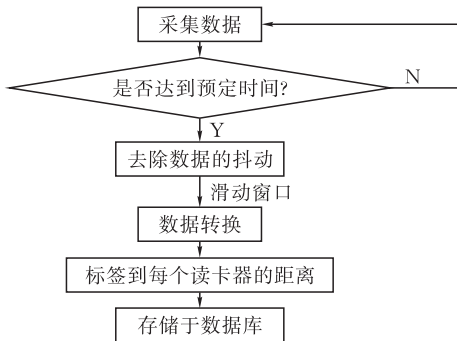 采集数据
是否达到预定时间?
N
Y
去除数据的抖动
滑动窗口
数据转换
标签到每个读卡器的距离
存储于数据库